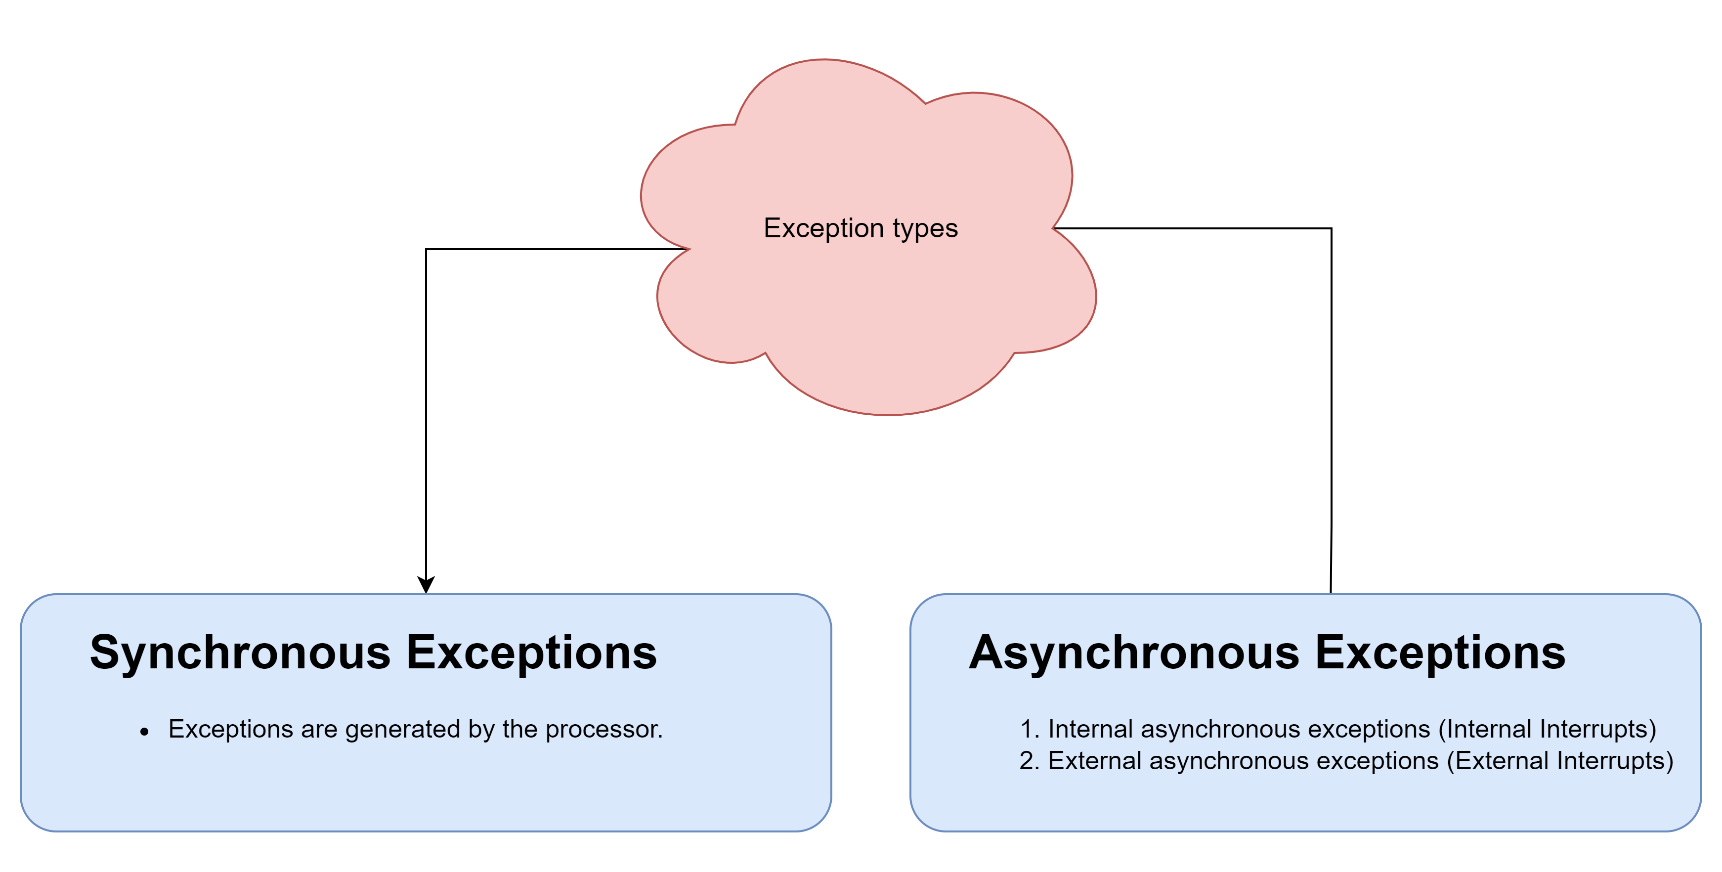 Exception types
Synchronous Exceptions
• Exceptions are generated by the processor.
Asynchronous Exceptions
1. Internal asynchronous exceptions (Internal Interrupts)
2. External asynchronous exceptions (External Interrupts)